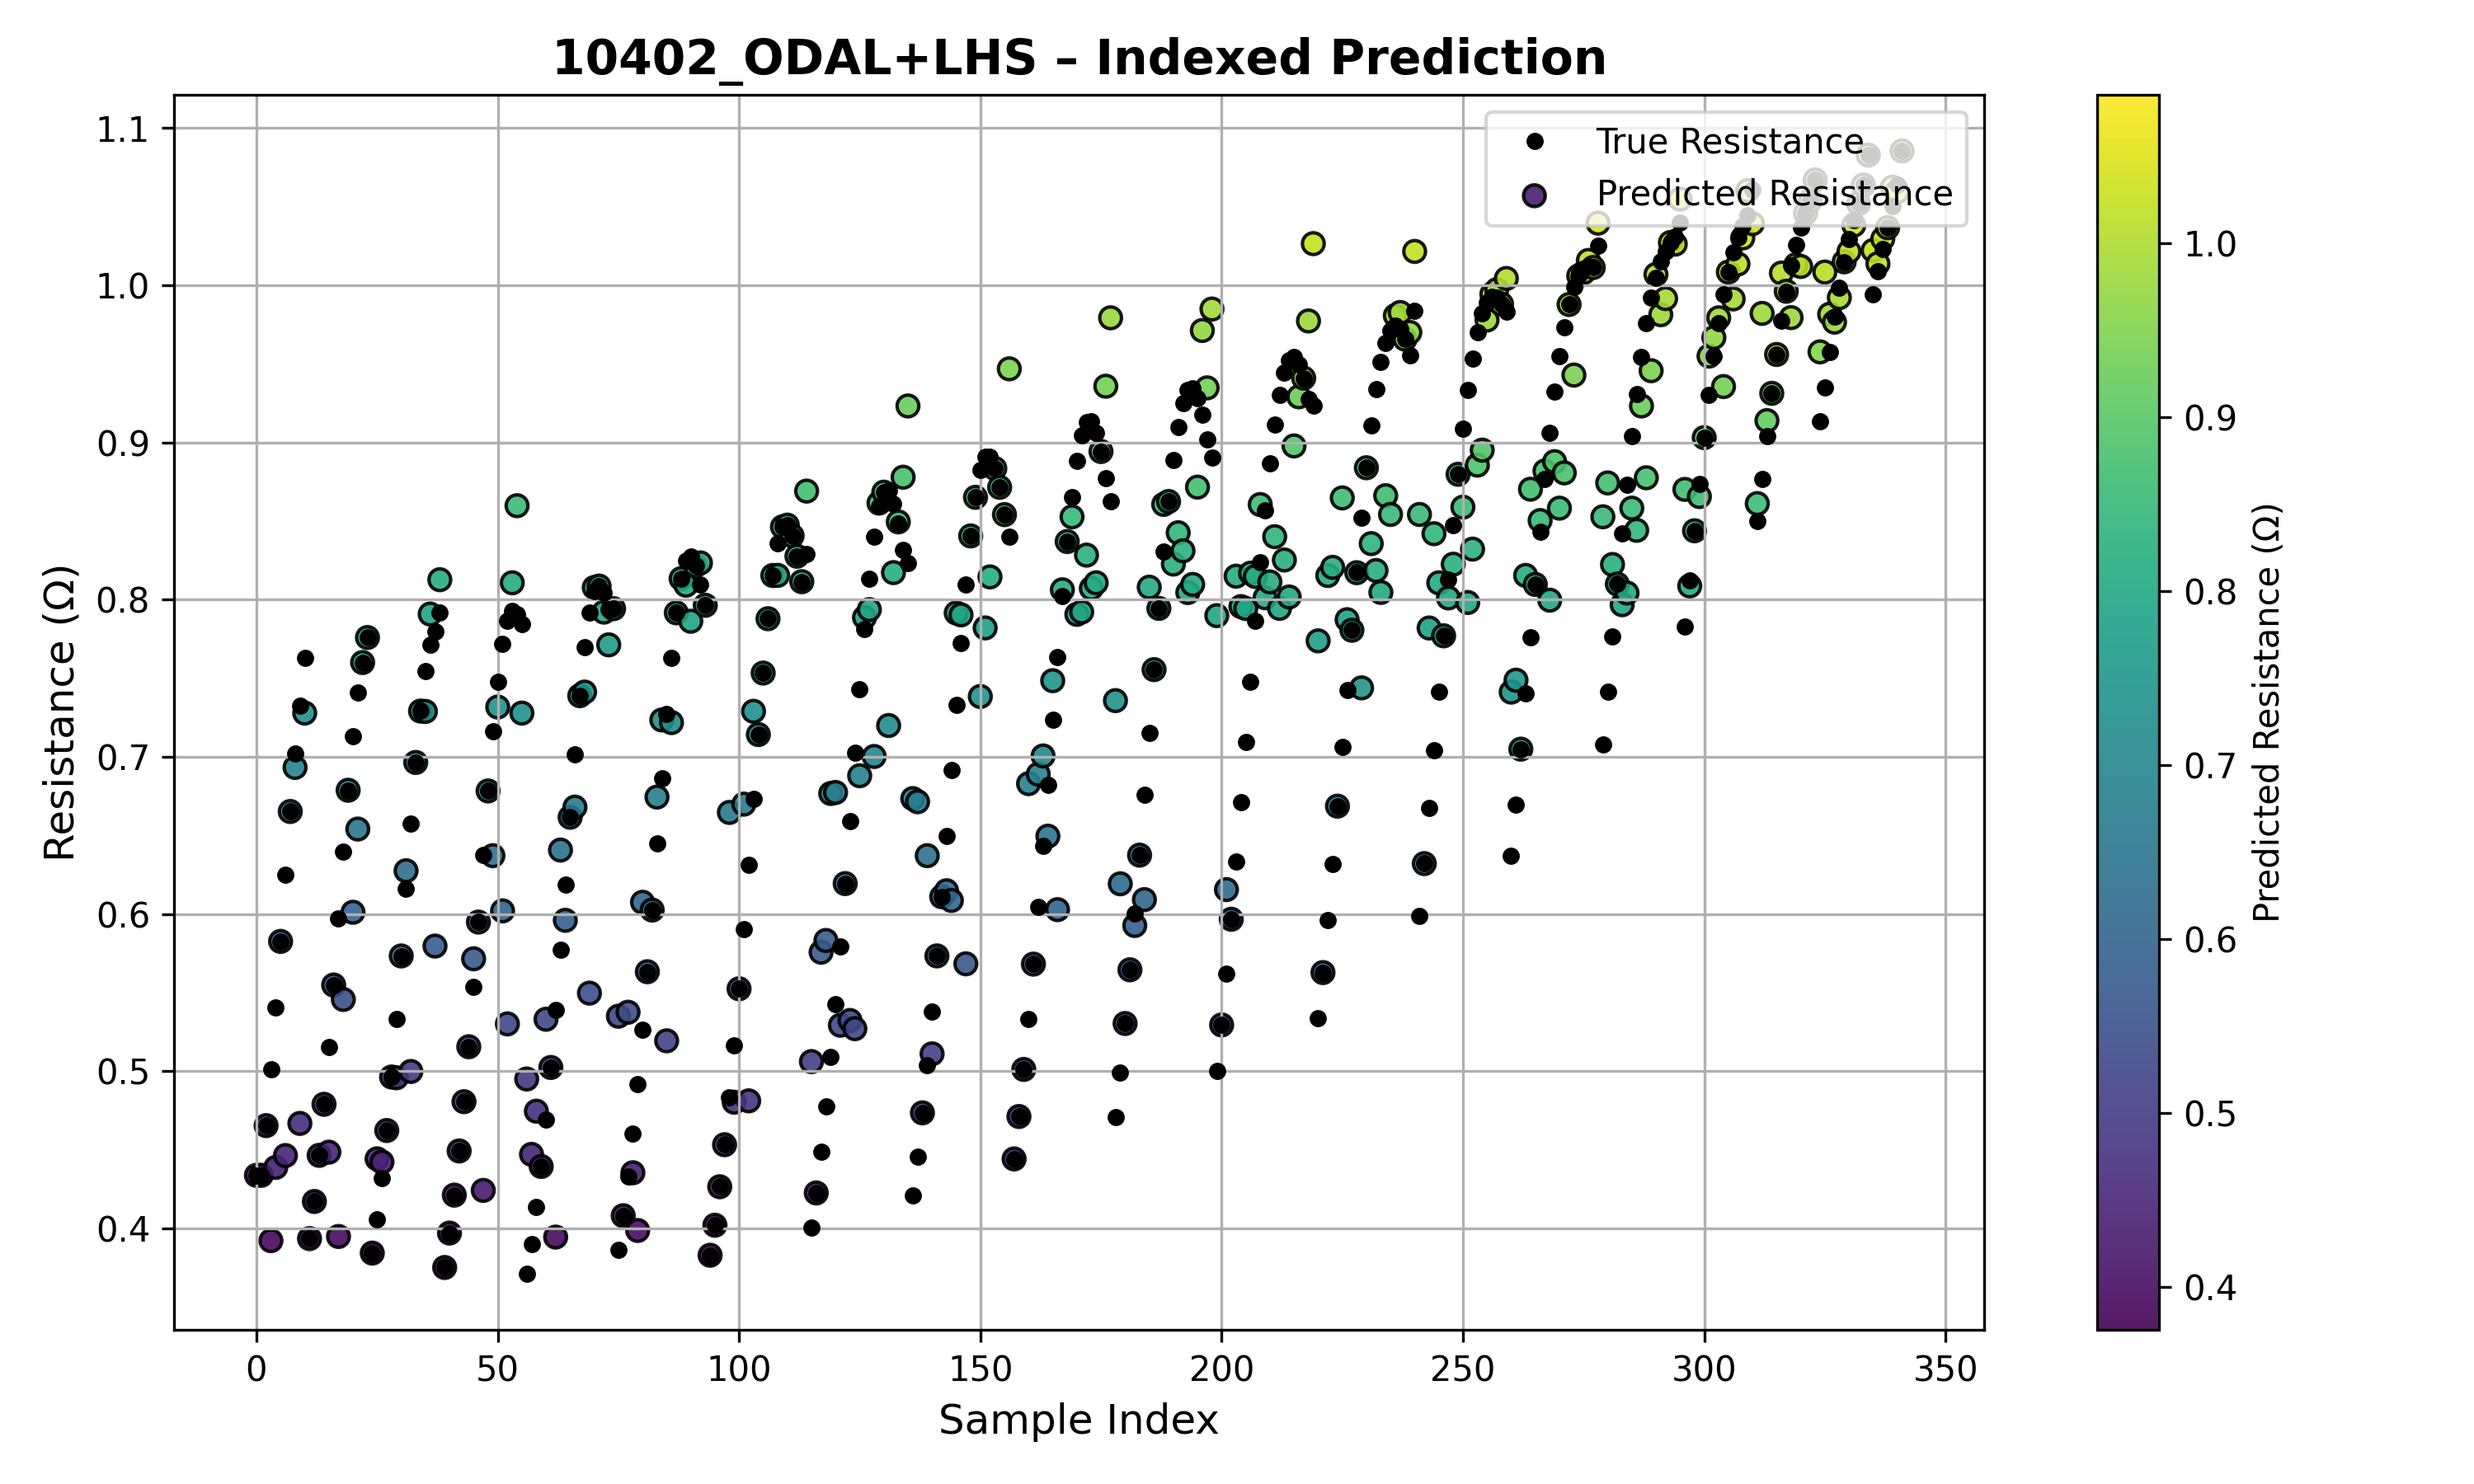 10402_ODAL+LHS – Indexed Prediction
True Resistance
Predicted Resistance
Resistance (Ω)
1.1
1.0
0.9
0.8
0.7
0.6
0.5
0.4
0 50 100 150 200 250 300 350
Sample Index
1.0
0.9
0.8
0.7
0.6
0.5
0.4
Predicted Resistance (Ω)